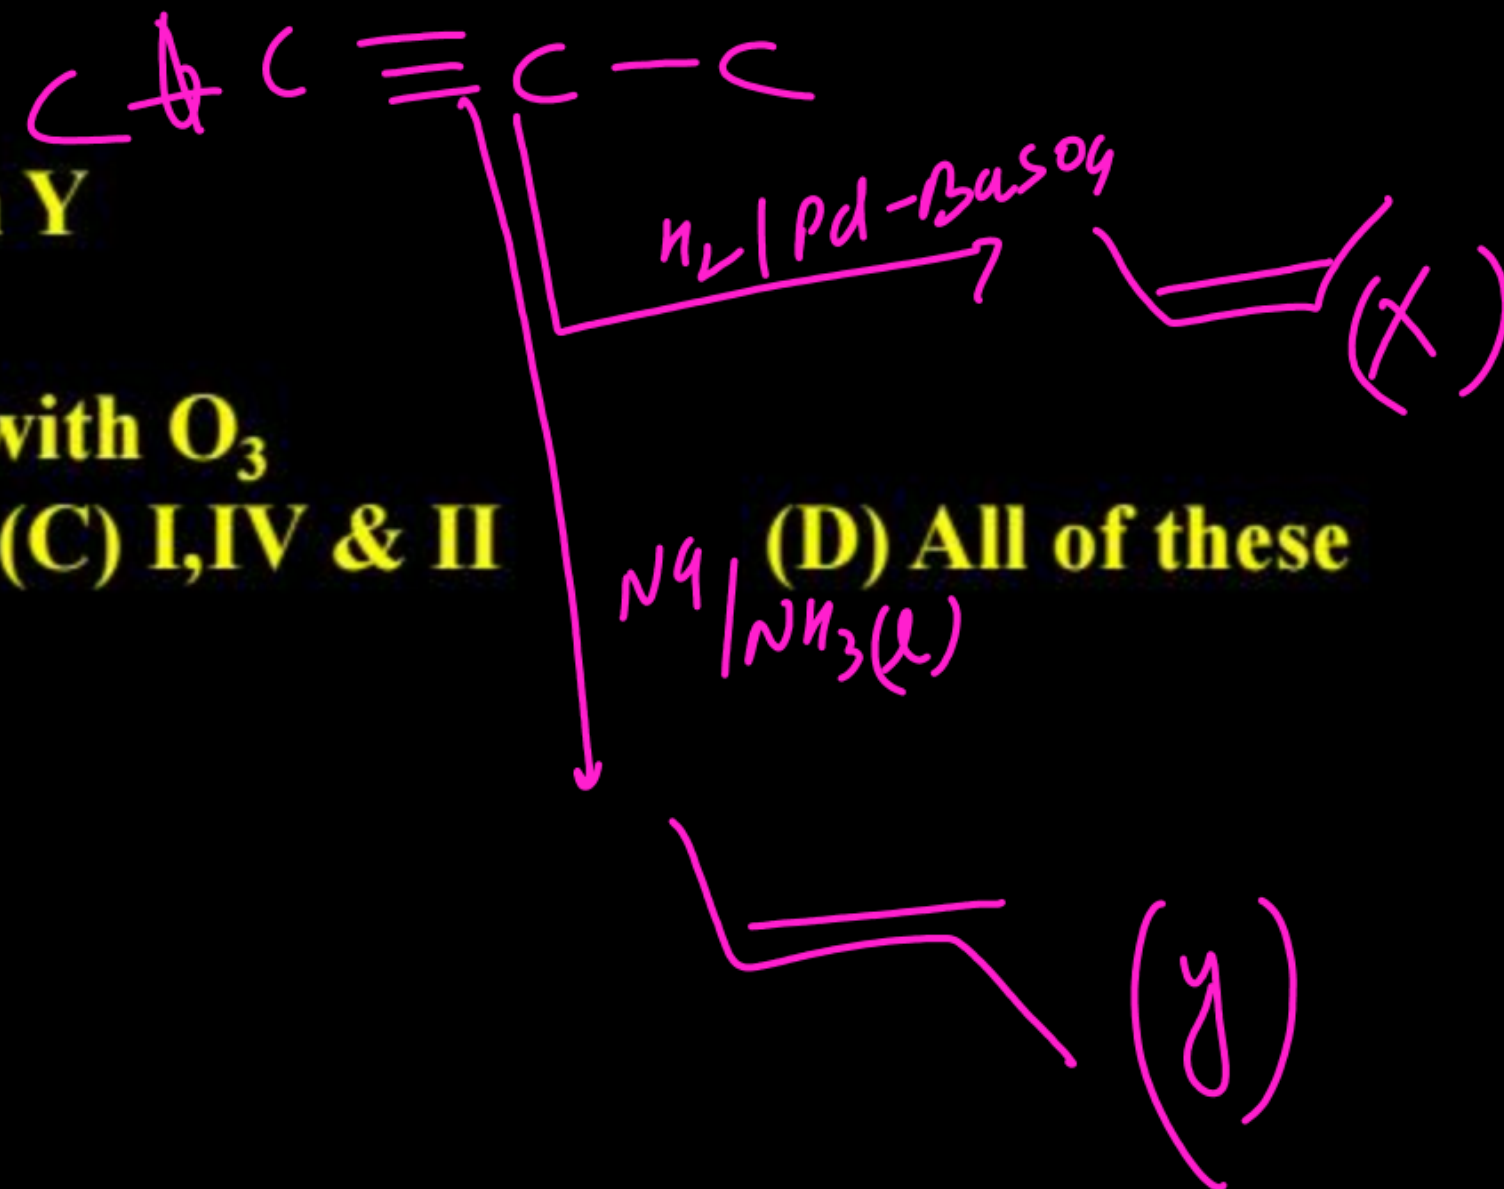 C C ≡ C - C
Y
H2 | Pd - BaSO4
(X)
with O3
(C) I,IV & II
(D) All of these
Na / NH3(l)
(y)